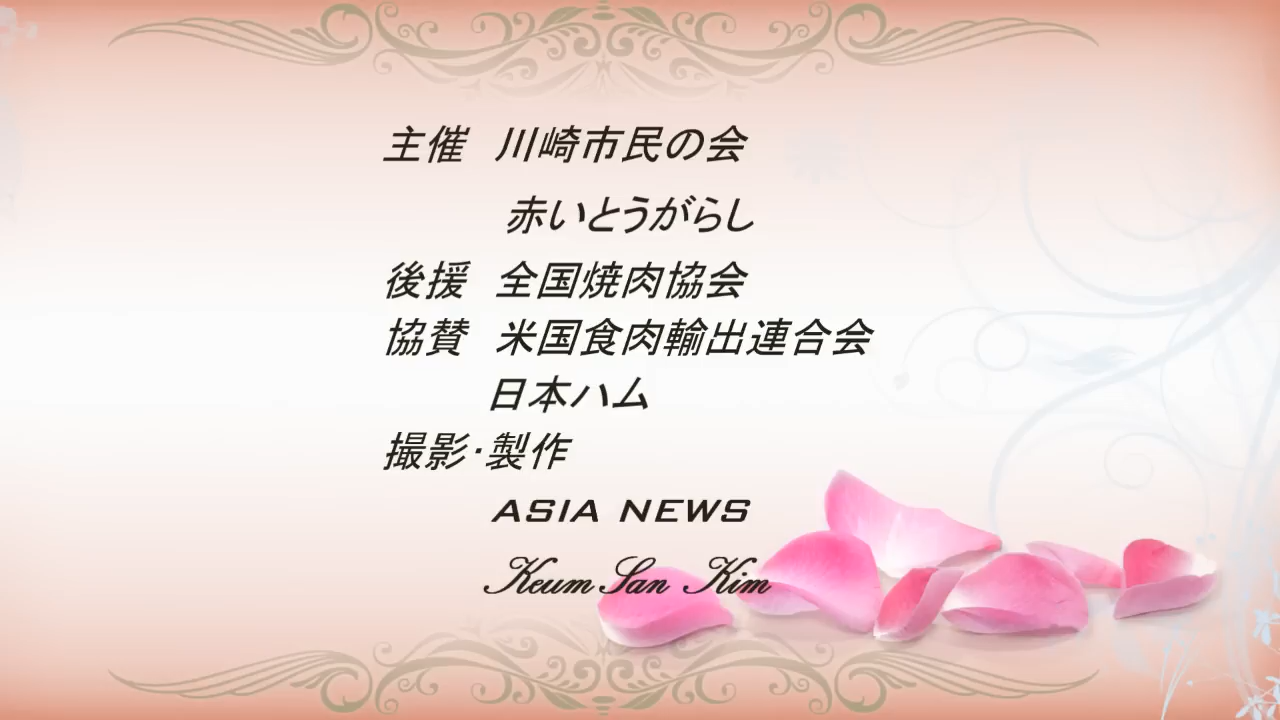 主催　川崎市民の会
赤いとうがらし
後援　全国焼肉協会
協賛　米国食肉輸出連合会
日本ハム
撮影・製作
ASIA NEWS
Keum San Kim